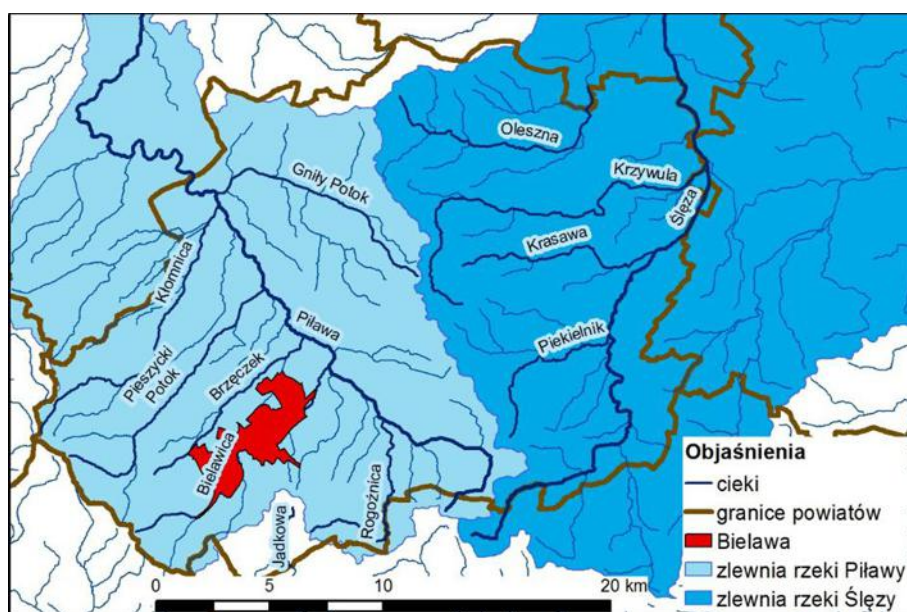 Oleszna
Gniły Potok
Krzywula
Ślęza
Krasawa
Kłomnica
Piława
Piekielnik
Pieszycki
Potok
Brzęczek
Bielawica
Rogoźnica
Jadkowa
Objaśnienia
cieki
granice powiatów
Bielawa
zlewnia rzeki Piławy
zlewnia rzeki Ślęzy
0 5 10 20 km